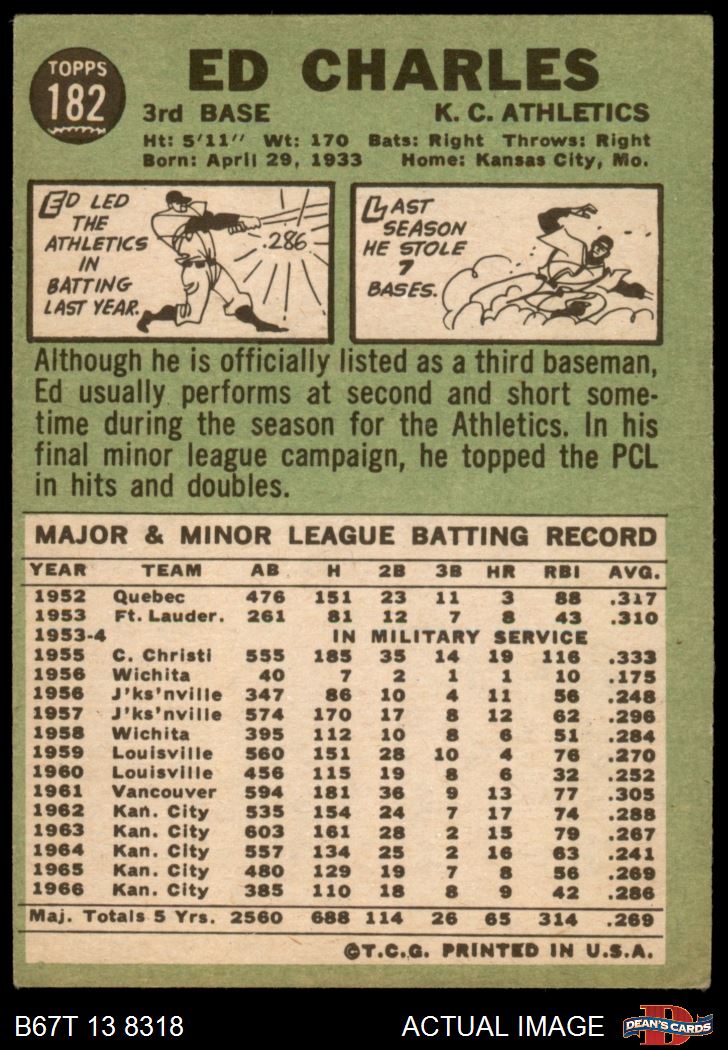 TOPPS
182
ED CHARLES
3rd BASE K. C. ATHLETICS
Ht: 5'11" Wt: 170 Bats: Right Throws: Right
Born: April 29, 1933 Home: Kansas City, Mo.
ED LED
THE
ATHLETICS
IN
BATTING
LAST YEAR.
.286
LAST
SEASON
HE STOLE
7
BASES.
Although he is officially listed as a third baseman,
Ed usually performs at second and short some-
time during the season for the Athletics. In his
final minor league campaign, he topped the PCL
in hits and doubles.
MAJOR & MINOR LEAGUE BATTING RECORD
YEAR TEAM AB H 2B 3B HR RBI AVG.
1952 Quebec 476 151 23 11 3 88 .317
1953 Ft. Lauder. 261 81 12 7 8 43 .310
1953-4 IN MILITARY SERVICE
1955 C. Christi 555 185 35 14 19 116 .333
1956 Wichita 40 7 2 1 1 10 .175
1956 J'ks'nville 347 86 10 4 11 56 .248
1957 J'ks'nville 574 170 17 8 12 62 .296
1958 Wichita 395 112 10 8 6 51 .284
1959 Louisville 560 151 28 10 4 76 .270
1960 Louisville 456 115 19 8 6 32 .252
1961 Vancouver 594 181 36 9 13 77 .305
1962 Kan. City 535 154 24 7 17 74 .288
1963 Kan. City 603 161 28 2 15 79 .267
1964 Kan. City 557 134 25 2 16 63 .241
1965 Kan. City 480 129 19 7 8 56 .269
1966 Kan. City 385 110 18 8 9 42 .286
Maj. Totals 5 Yrs. 2560 688 114 26 65 314 .269
©T.C.G. PRINTED IN U.S.A.
B67T 13 8318 ACTUAL IMAGE
D
DEAN'S CARDS